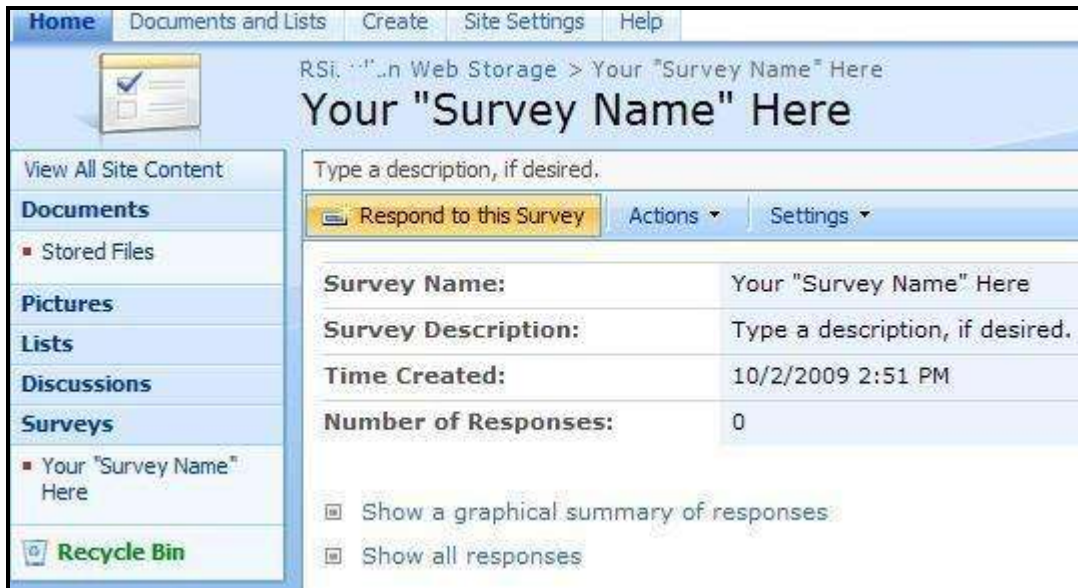 Home Documents and Lists Create Site Settings Help
Web Storage > Your "Survey Name" Here
Your "Survey Name" Here
View All Site Content
Documents
Stored Files
Pictures
Lists
Discussions
Surveys
Your "Survey Name"
Here
Recycle Bin
Type a description, if desired.
Respond to this Survey Actions Settings
Survey Name: Your "Survey Name" Here
Survey Description: Type a description, if desired.
Time Created: 10/2/2009 2:51 PM
Number of Responses: 0
Show a graphical summary of responses
Show all responses